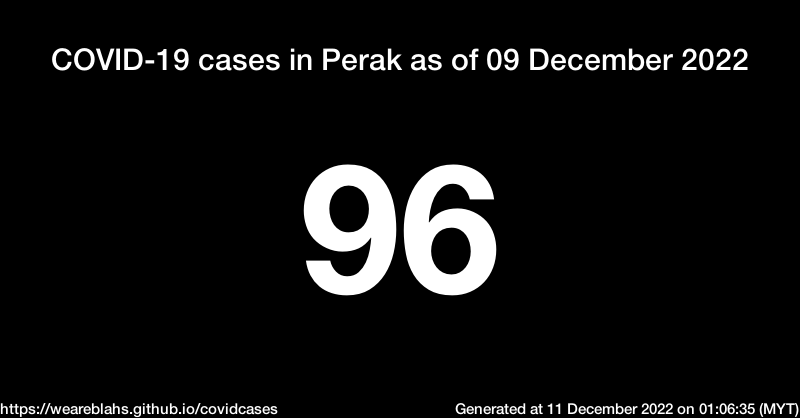 COVID-19 cases in Perak as of 09 December 2022
96
https://weareblahs.github.io/covidcases
Generated at 11 December 2022 on 01:06:35 (MYT)